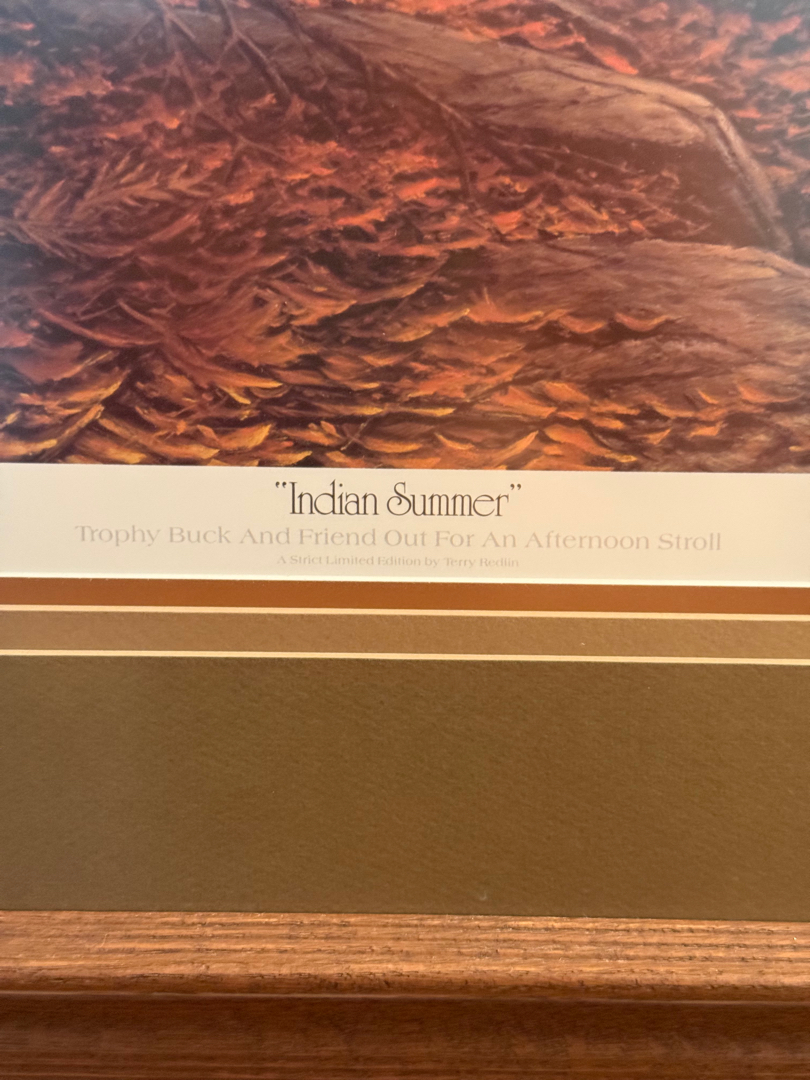 “Indian Summer”
Trophy Buck And Friend Out For An Afternoon Stroll
A Strict Limited Edition by Terry Redlin